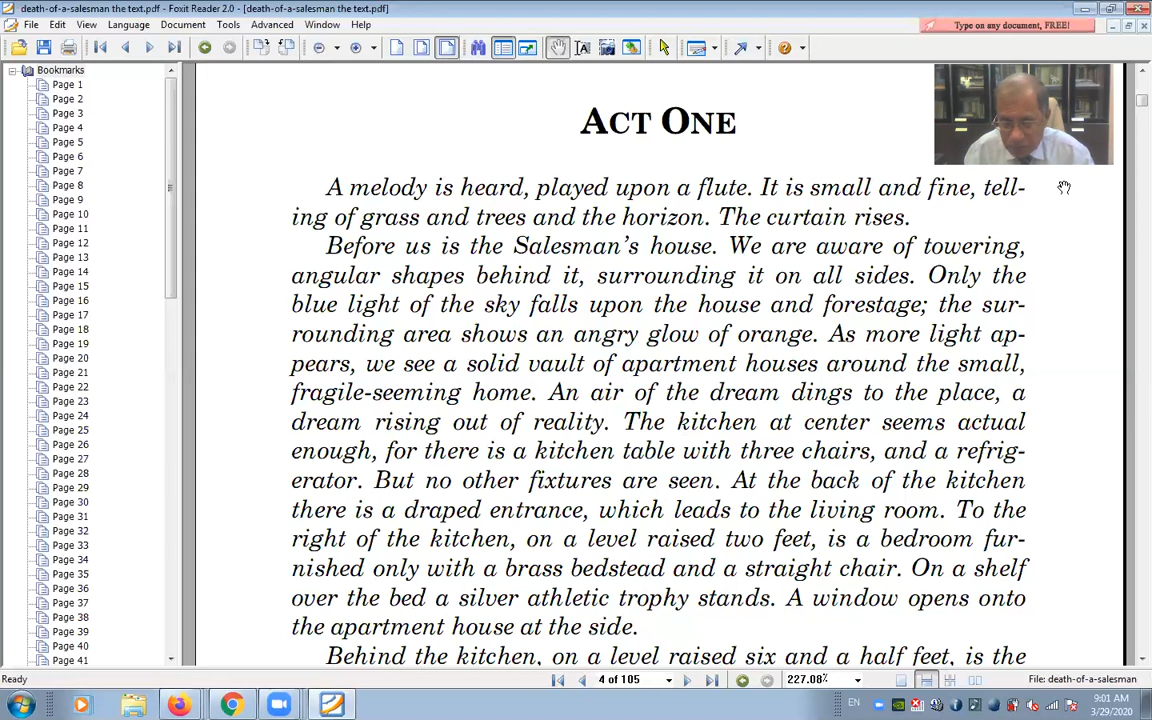 death-of-a-salesman the text.pdf - Foxit Reader 2.0 - [death-of-a-salesman the text.pdf]
File Edit View Language Document Tools Advanced Window Help
Type on any document, FREE!
Bookmarks
Page 1
Page 2
Page 3
Page 4
Page 5
Page 6
Page 7
Page 8
Page 9
Page 10
Page 11
Page 12
Page 13
Page 14
Page 15
Page 16
Page 17
Page 18
Page 19
Page 20
Page 21
Page 22
Page 23
Page 24
Page 25
Page 26
Page 27
Page 28
Page 29
Page 30
Page 31
Page 32
Page 33
Page 34
Page 35
Page 36
Page 37
Page 38
Page 39
Page 40
Page 41
ACT ONE
A melody is heard, played upon a flute. It is small and fine, tell-
ing of grass and trees and the horizon. The curtain rises.
Before us is the Salesman's house. We are aware of towering,
angular shapes behind it, surrounding it on all sides. Only the
blue light of the sky falls upon the house and forestage; the sur-
rounding area shows an angry glow of orange. As more light ap-
pears, we see a solid vault of apartment houses around the small,
fragile-seeming home. An air of the dream dings to the place, a
dream rising out of reality. The kitchen at center seems actual
enough, for there is a kitchen table with three chairs, and a refrig-
erator. But no other fixtures are seen. At the back of the kitchen
there is a draped entrance, which leads to the living room. To the
right of the kitchen, on a level raised two feet, is a bedroom fur-
nished only with a brass bedstead and a straight chair. On a shelf
over the bed a silver athletic trophy stands. A window opens onto
the apartment house at the side.
Behind the kitchen, on a level raised six and a half feet, is the
Ready
4 of 105
227.08%
File: death-of-a-salesman
EN
9:01 AM
3/29/2020